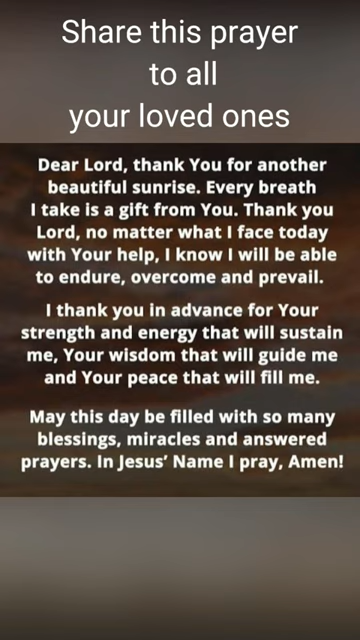 Share this prayer
to all
your loved ones
Dear Lord, thank You for another
beautiful sunrise. Every breath
I take is a gift from You. Thank you
Lord, no matter what I face today
with Your help, I know I will be able
to endure, overcome and prevail.
I thank you in advance for Your
strength and energy that will sustain
me, Your wisdom that will guide me
and Your peace that will fill me.
May this day be filled with so many
blessings, miracles and answered
prayers. In Jesus’ Name I pray, Amen!